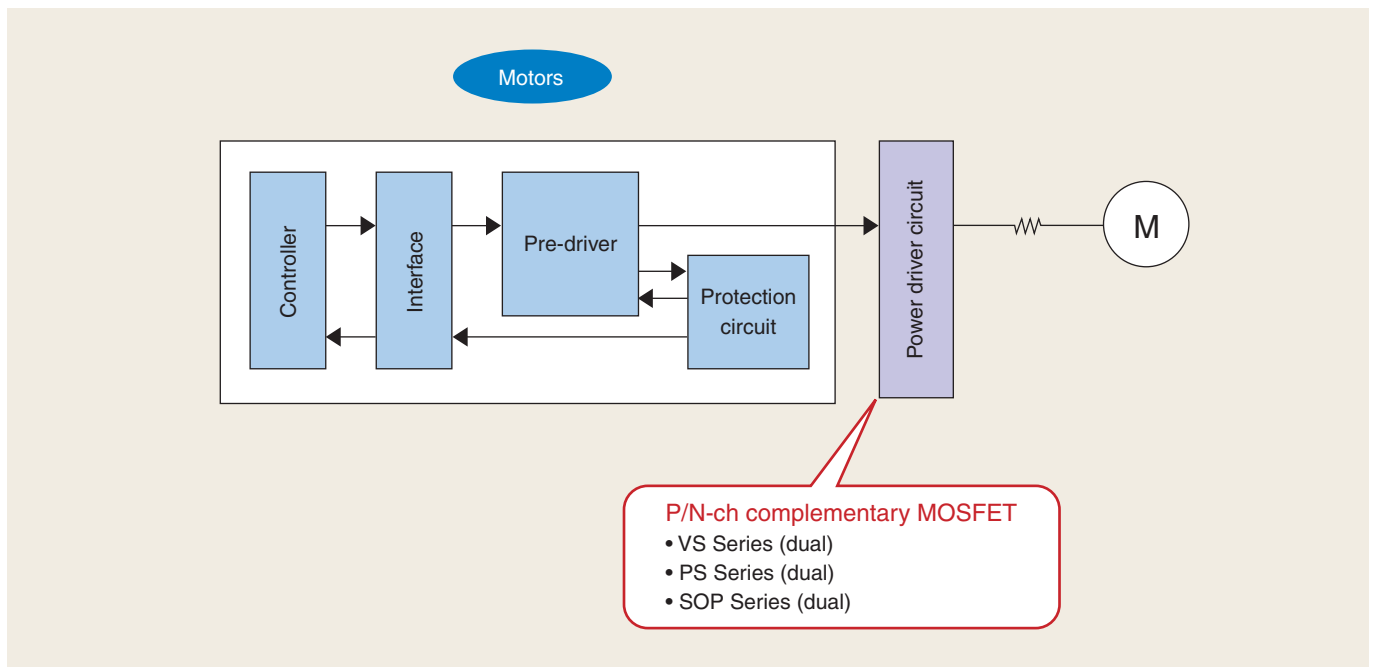 Motors
Controller
Interface
Pre-driver
Protection
circuit
Power driver circuit
M
P/N-ch complementary MOSFET
• VS Series (dual)
• PS Series (dual)
• SOP Series (dual)